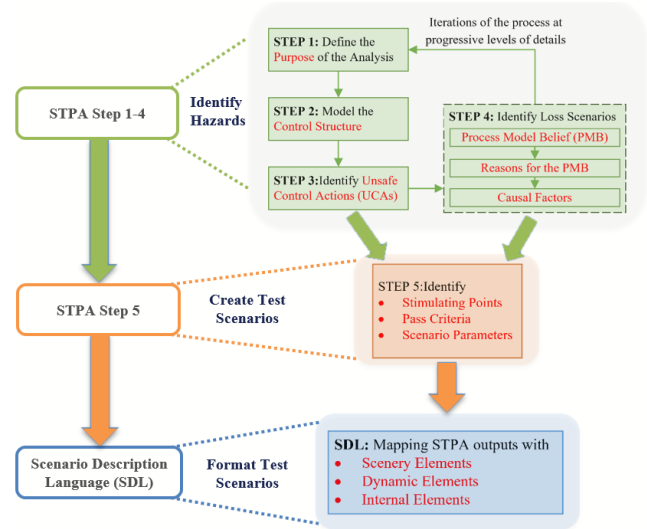 Iterations of the process at
progressive levels of details
STEP 1: Define the
Purpose of the Analysis
STPA Step 1-4
Identify
Hazards
STEP 2: Model the
Control Structure
STEP 4: Identify Loss Scenarios
Process Model Belief (PMB)
Reasons for the PMB
Causal Factors
STEP 3:Identify Unsafe
Control Actions (UCAs)
STPA Step 5
Create Test
Scenarios
STEP 5:Identify
• Stimulating Points
• Pass Criteria
• Scenario Parameters
Scenario Description
Language (SDL)
Format Test
Scenarios
SDL: Mapping STPA outputs with
• Scenery Elements
• Dynamic Elements
• Internal Elements